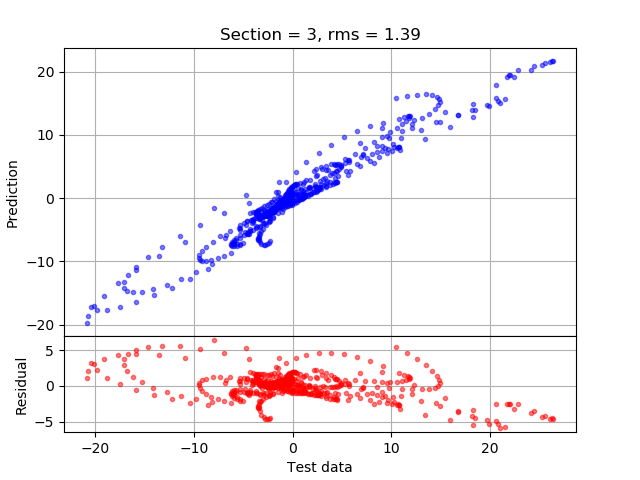 Section = 3, rms = 1.39
20
10
0
−10
−20
Prediction
5
0
−5
Residual
−20 −10 0 10 20
Test data